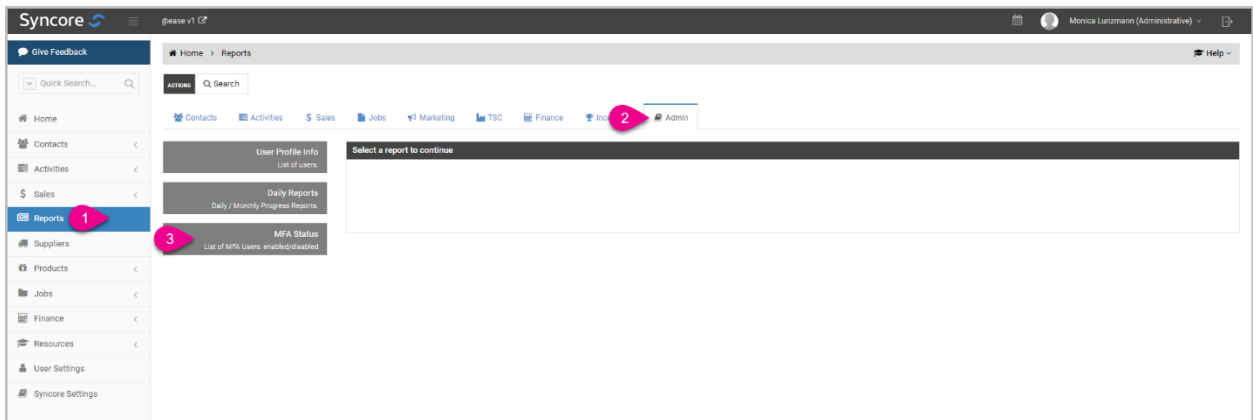 Syncore
@ease v1
Monica Lunzmann (Administrative)
Give Feedback
Home > Reports
Help
Quick Search...
ACTIONS Search
Home
Contacts Activities $ Sales Jobs Marketing TSC Finance 2 Admin
Contacts
User Profile Info
List of users.
Select a report to continue
Activities
$ Sales
Daily Reports
Daily / Monthly Progress Reports.
Reports 1
MFA Status
3 List of MFA Users: enabled/disabled
Suppliers
Products
Jobs
Finance
Resources
User Settings
Syncore Settings